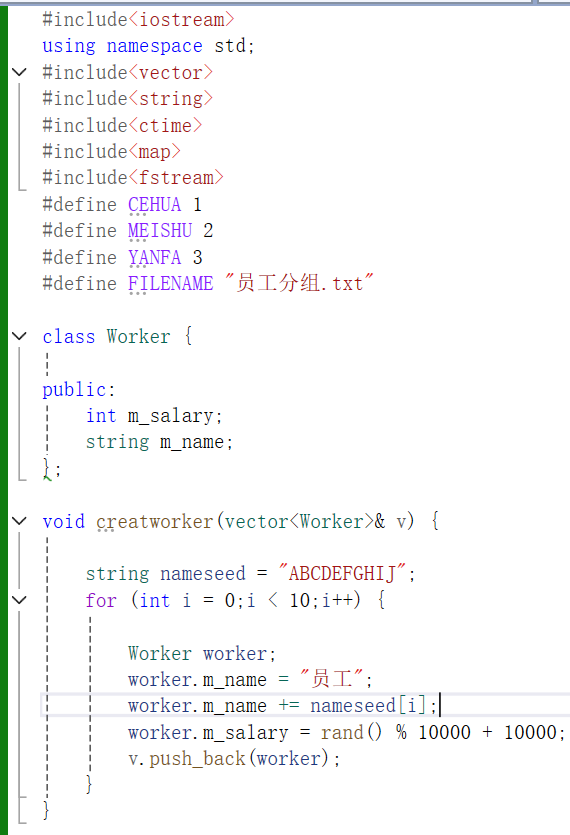 #include<iostream>
using namespace std;
#include<vector>
#include<string>
#include<ctime>
#include<map>
#include<fstream>
#define CEHUA 1
#define MEISHU 2
#define YANFA 3
#define FILENAME "员工分组.txt"
class Worker {
public:
int m_salary;
string m_name;
};
void creatworker(vector<Worker>& v) {
string nameseed = "ABCDEFGHIJ";
for (int i = 0;i < 10;i++) {
Worker worker;
worker.m_name = "员工";
worker.m_name += nameseed[i];
worker.m_salary = rand() % 10000 + 10000;
v.push_back(worker);
}
}